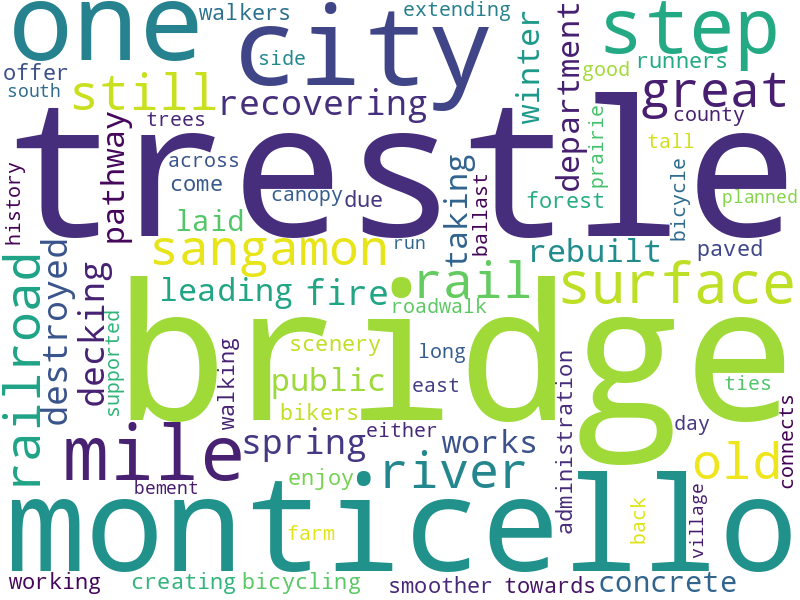 one
walkers
extending
step
city
side
winter
department
offer
south
still
recovering
good
runners
great
county
trees
trestle
pathway
history
across
come
canopy
due
taking
ballast
forest
prairie
tall
bicycle
planned
laid
sangamon
run
rebuilt
paved
railroad
destroyed
decking
supported
leading
fire
rail
roadwalk
surface
bridge
walking
scenery
long
public
east
bikers
ties
administration
day
connects
mile
spring
either
works
river
old
bement
enjoy
monticello
farm
back
village
working
creating
bicycling
smoother
towards
concrete